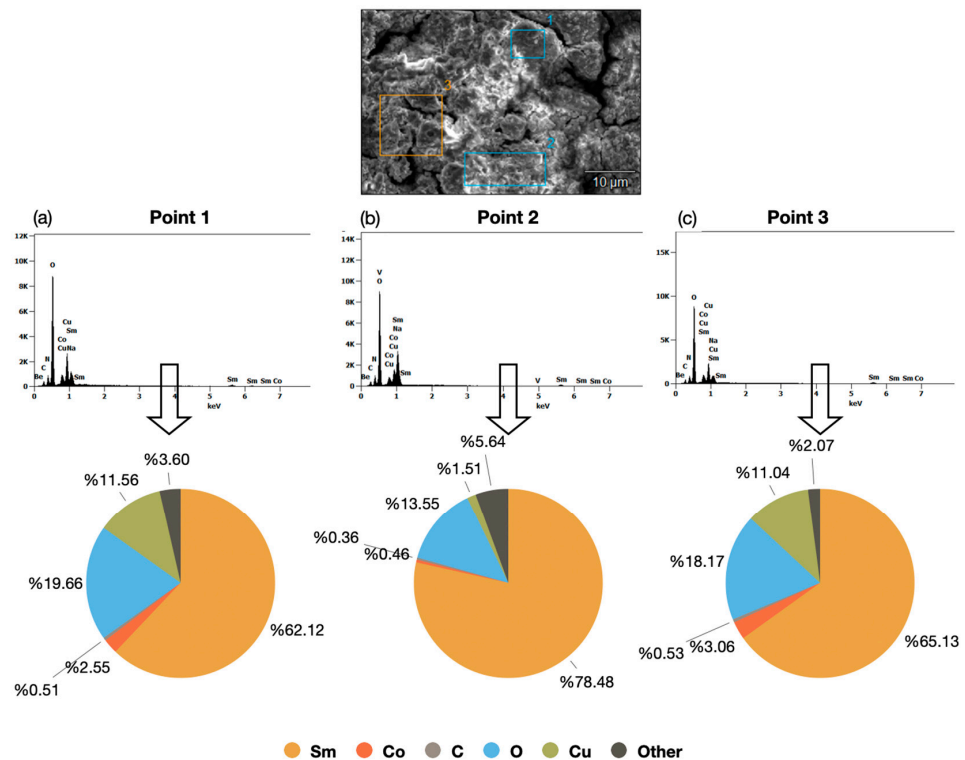 1
3
2
10 µm
(a) Point 1
(b) Point 2
(c) Point 3
12K
10K
8K
6K
4K
2K
0
O
Cu
Sm
Co
Cu Na
N
C
Be
Sm
Sm Sm Sm Co
0 1 2 3 4 5 6 7
keV
14K
12K
10K
8K
6K
4K
2K
0
V
O
Sm
Na
Co
Cu
N
Co
C
Cu
Be
Sm
V Sm Sm Sm Co
0 1 2 3 4 5 6 7
keV
15K
10K
5K
0
O
Cu
Co
Cu
Sm
Na
Cu
Sm
N
C
Be
Sm
Sm Sm Sm Co
0 1 2 3 4 5 6 7
keV
%3.60
%11.56
%19.66
%0.51
%2.55
%62.12
%5.64
%1.51
%13.55
%0.36
%0.46
%78.48
%2.07
%11.04
%18.17
%0.53
%3.06
%65.13
Sm Co C O Cu Other